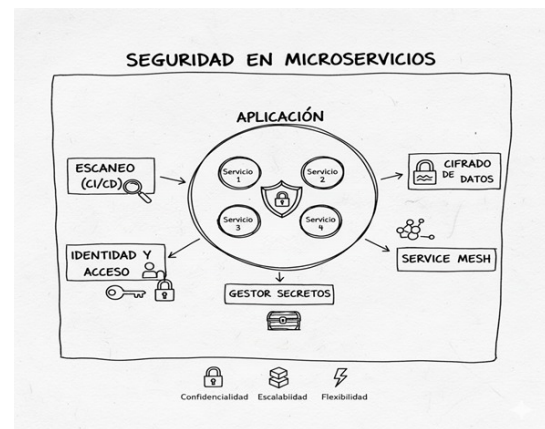 SEGURIDAD EN MICROSERVICIOS
APLICACIÓN
ESCANEO
(CI/CD)
Servicio
1
Servicio
2
Servicio
3
Servicio
4
CIFRADO
DE DATOS
IDENTIDAD Y
ACCESO
SERVICE MESH
GESTOR SECRETOS
Confidencialidad Escalabiidad Flexibilidad